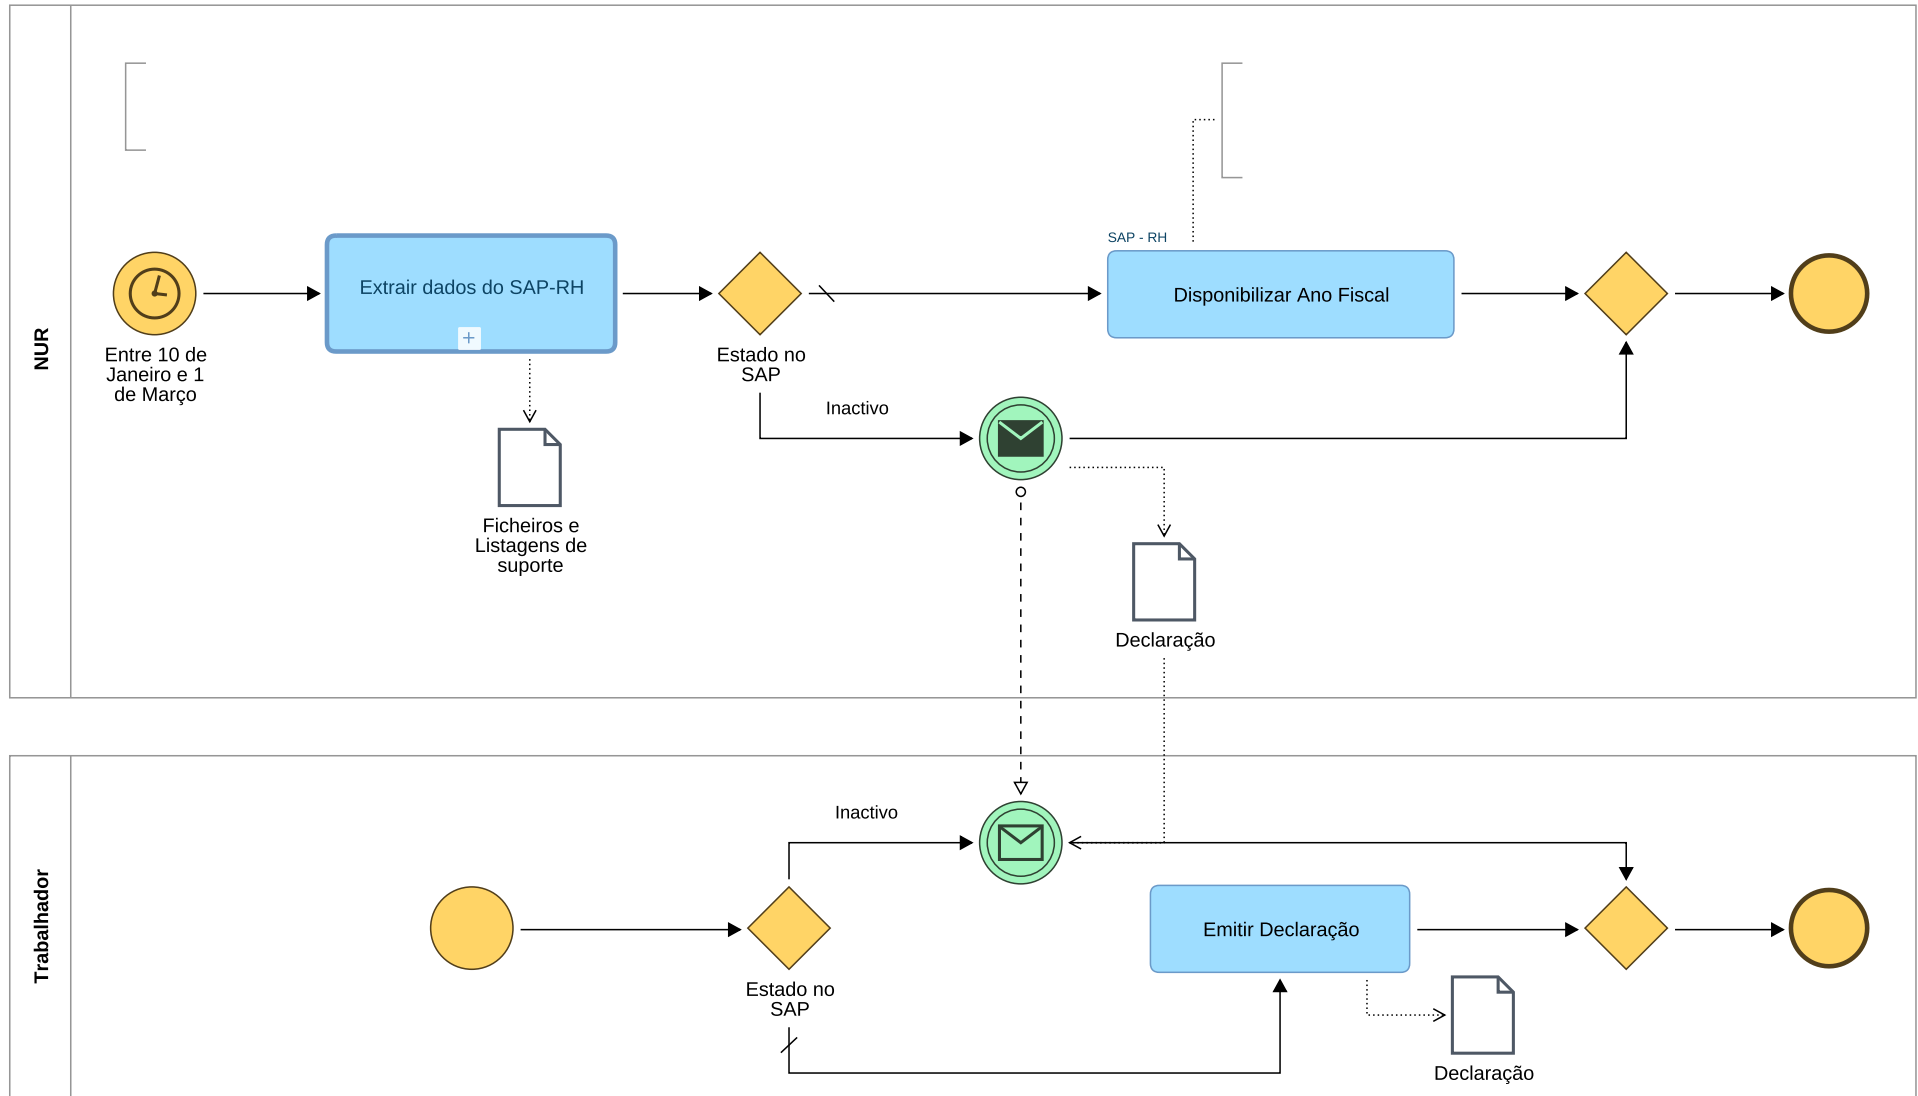 NUR
SAP - RH
Extrair dados do SAP-RH
Disponibilizar Ano Fiscal
Entre 10 de
Janeiro e 1
de Março
Estado no
SAP
Inactivo
Ficheiros e
Listagens de
suporte
Declaração
Trabalhador
Inactivo
Emitir Declaração
Estado no
SAP
Declaração